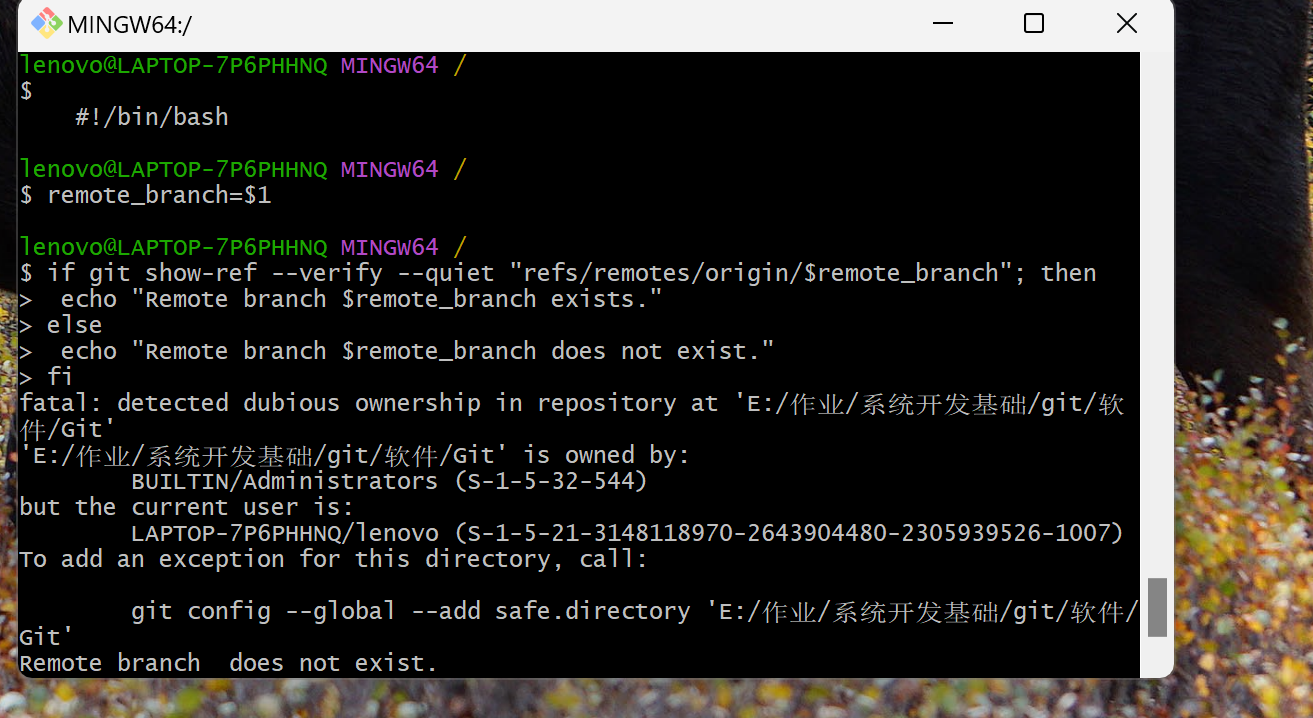 MINGW64:/
lenovo@LAPTOP-7P6PHHNQ MINGW64 /
$
    #!/bin/bash
lenovo@LAPTOP-7P6PHHNQ MINGW64 /
$ remote_branch=$1
lenovo@LAPTOP-7P6PHHNQ MINGW64 /
$ if git show-ref --verify --quiet "refs/remotes/origin/$remote_branch"; then
>  echo "Remote branch $remote_branch exists."
> else
>  echo "Remote branch $remote_branch does not exist."
> fi
fatal: detected dubious ownership in repository at 'E:/作业/系统开发基础/git/软
件/Git'
'E:/作业/系统开发基础/git/软件/Git' is owned by:
        BUILTIN/Administrators (S-1-5-32-544)
but the current user is:
        LAPTOP-7P6PHHNQ/lenovo (S-1-5-21-3148118970-2643904480-2305939526-1007)
To add an exception for this directory, call:
        git config --global --add safe.directory 'E:/作业/系统开发基础/git/软件/
Git'
Remote branch  does not exist.